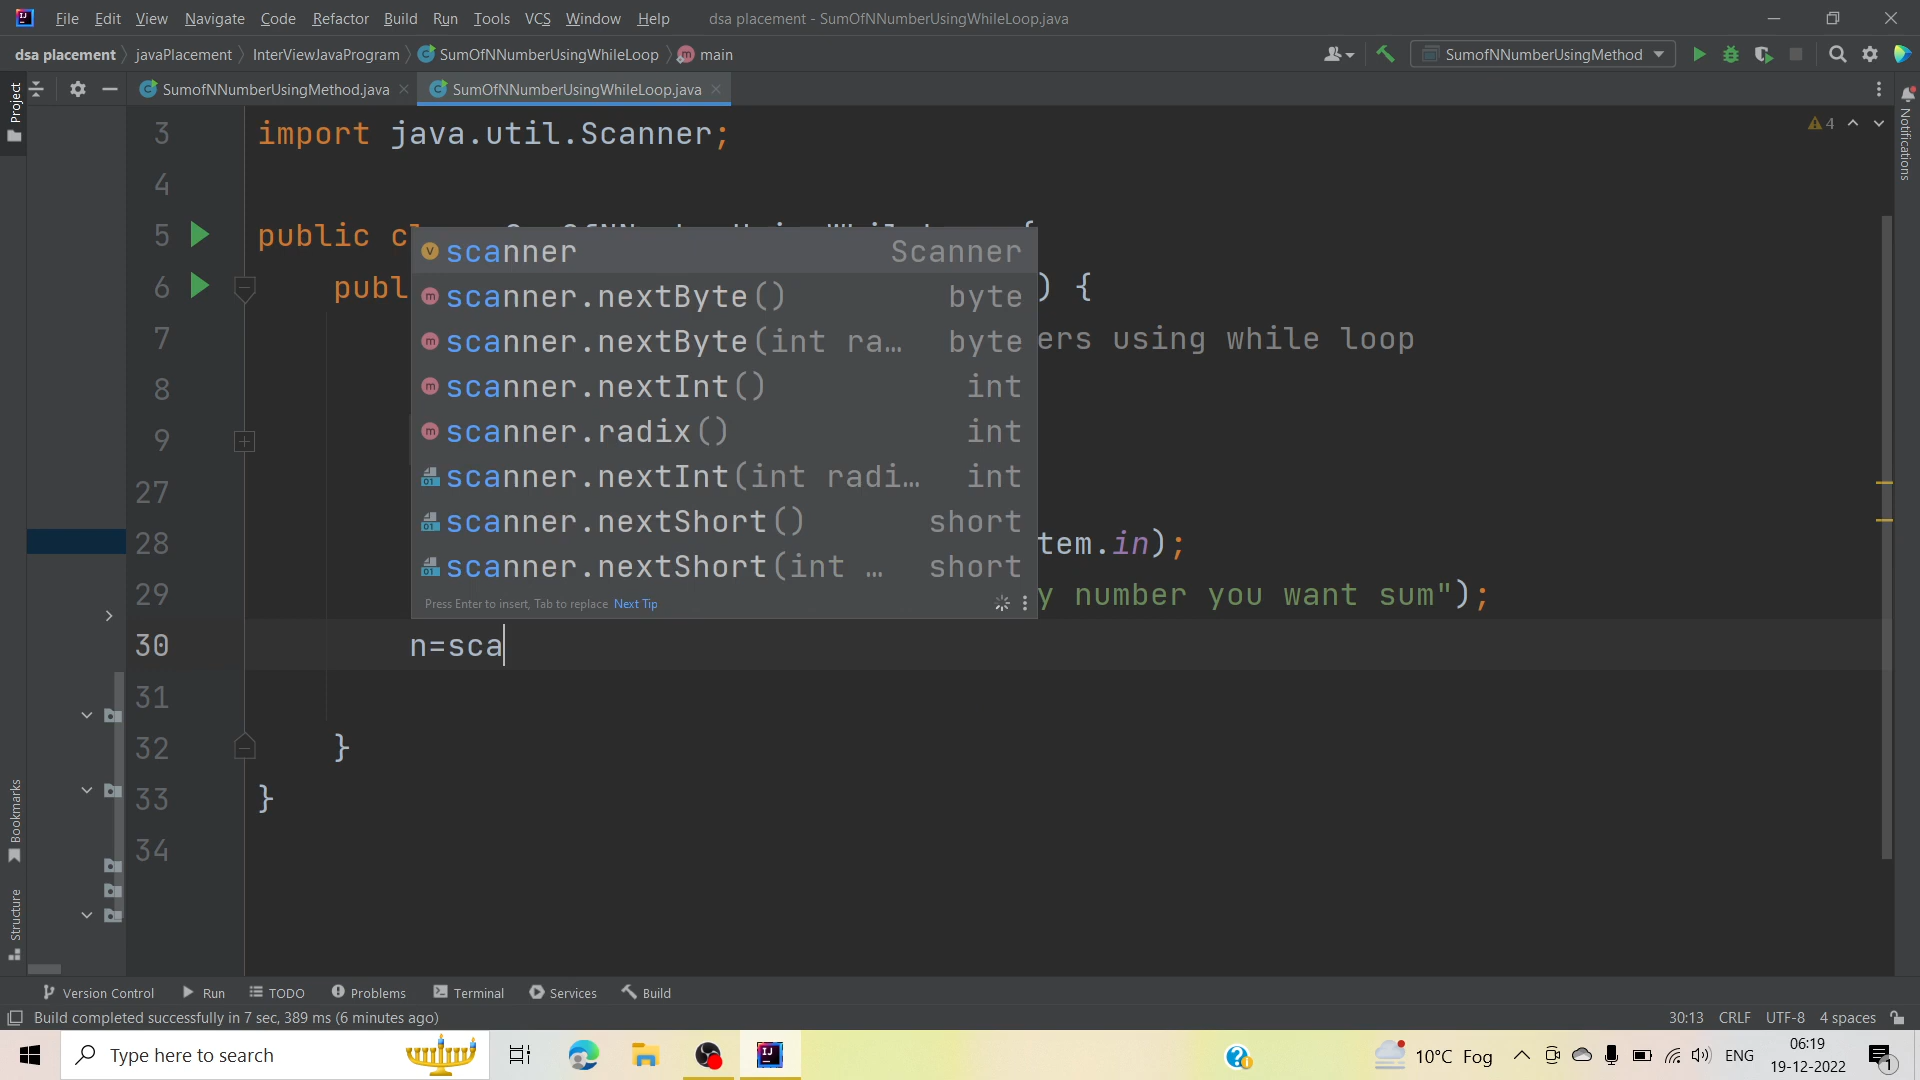 File Edit View Navigate Code Refactor Build Run Tools VCS Window Help dsa placement - SumOfNNumberUsingWhileLoop.java
dsa placement javaPlacement InterViewJavaProgram SumOfNNumberUsingWhileLoop main SumofNNumberUsingMethod
Project SumofNNumberUsingMethod.java SumOfNNumberUsingWhileLoop.java
Notifications
4
3 import java.util.Scanner;
4
5 public
6 ) {
7 ers using while loop
8
9
27
28 tem.in);
29 y number you want sum");
30 n=sca
31
32 }
33 }
34
scanner Scanner
scanner.nextByte() byte
scanner.nextByte(int ra… byte
scanner.nextInt() int
scanner.radix() int
scanner.nextInt(int radi… int
scanner.nextShort() short
scanner.nextShort(int … short
Press Enter to insert, Tab to replace Next Tip
Bookmarks
Structure
Version Control Run TODO Problems Terminal Services Build
Build completed successfully in 7 sec, 389 ms (6 minutes ago) 30:13 CRLF UTF-8 4 spaces
Type here to search 10°C Fog ENG 06:19
19-12-2022 1